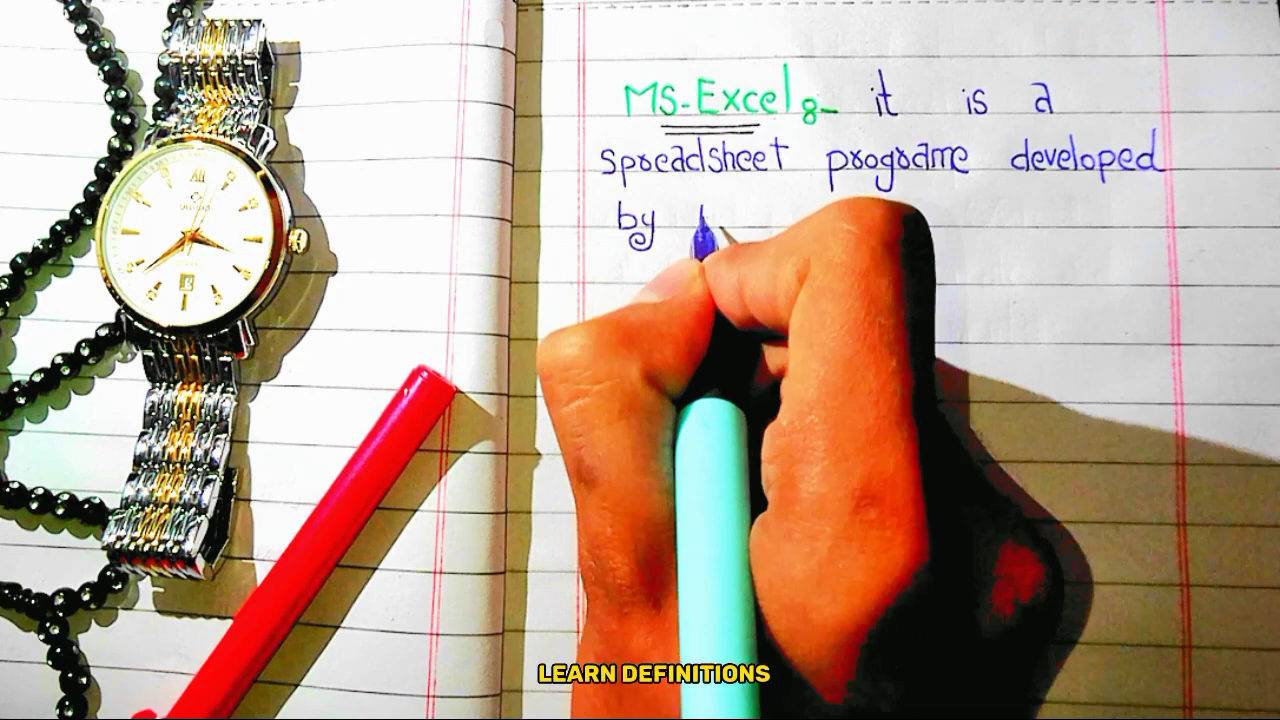 MS-Excel :- it is a
spreadsheet programe developed
by
LEARN DEFINITIONS